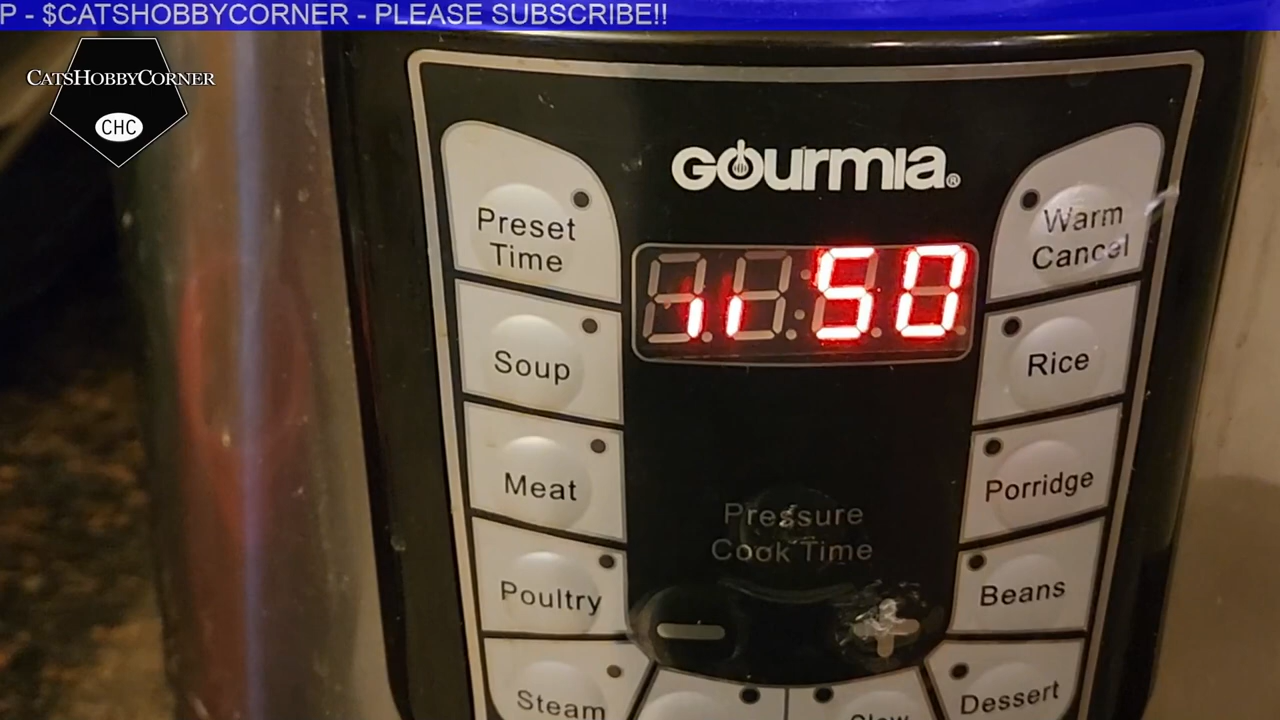 P - $CATSHOBBYCORNER - PLEASE SUBSCRIBE!!
CATSHOBBYCORNER
CHC
GOURMIA®
Preset
Time
Warm
Cancel
50
Soup
Rice
Meat
Porridge
Pressure
Cook Time
Poultry
Beans
Steam
Dessert
Slow